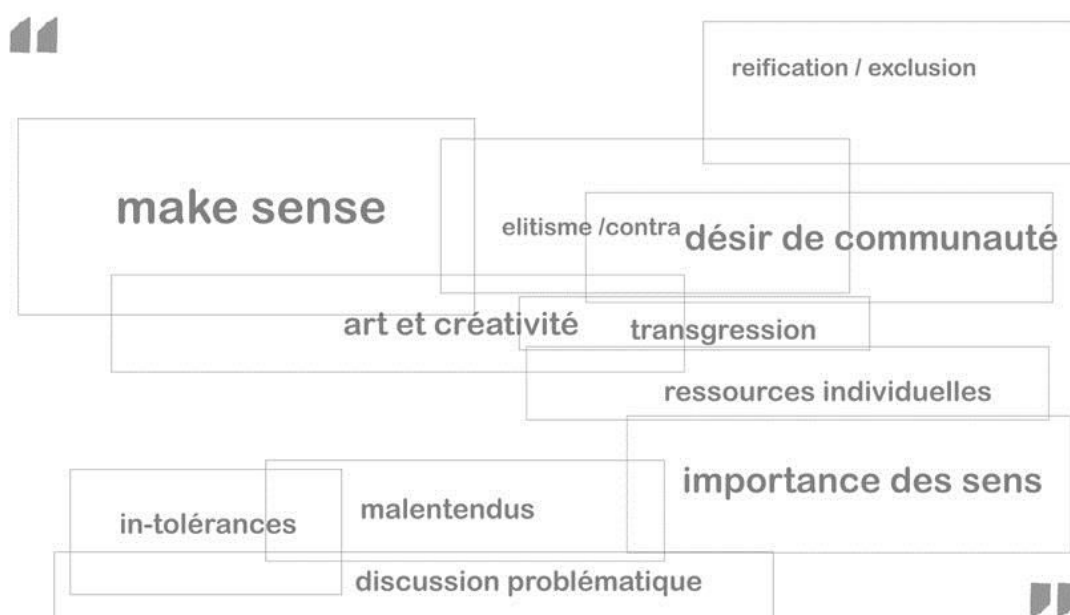 “
reification / exclusion
make sense
elitisme /contra
désir de communauté
art et créativité
transgression
ressources individuelles
importance des sens
malentendus
in-tolérances
discussion problématique
”